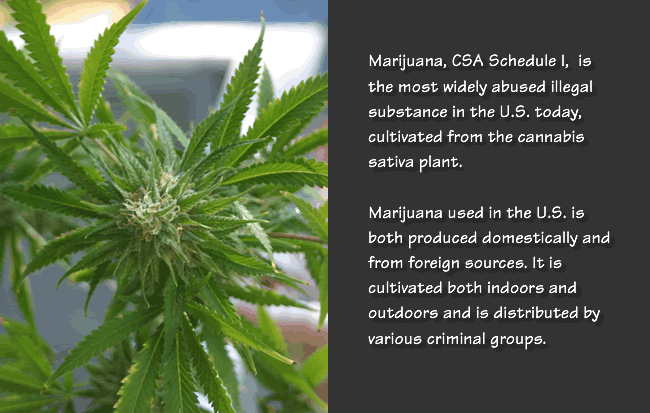 Marijuana, CSA Schedule I, is
the most widely abused illegal
substance in the U.S. today,
cultivated from the cannabis
sativa plant.
Marijuana used in the U.S. is
both produced domestically and
from foreign sources. It is
cultivated both indoors and
outdoors and is distributed by
various criminal groups.